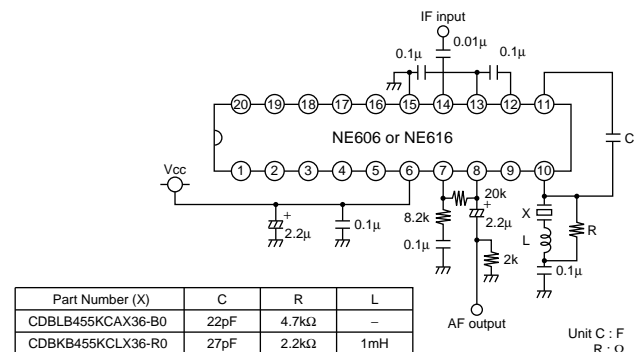 IF input
0.01μ
0.1μ
0.1μ
20 19 18 17 16 15 14 13 12 11
NE606 or NE616
C
1 2 3 4 5 6 7 8 9 10
Vcc
20k
8.2k
+
2.2μ
X
L
R
+
2.2μ
0.1μ
0.1μ
2k
0.1μ
AF output
Part Number (X) C R L
CDBLB455KCAX36-B0 22pF 4.7kΩ –
CDBKB455KCLX36-R0 27pF 2.2kΩ 1mH
Unit C : F
R : Ω